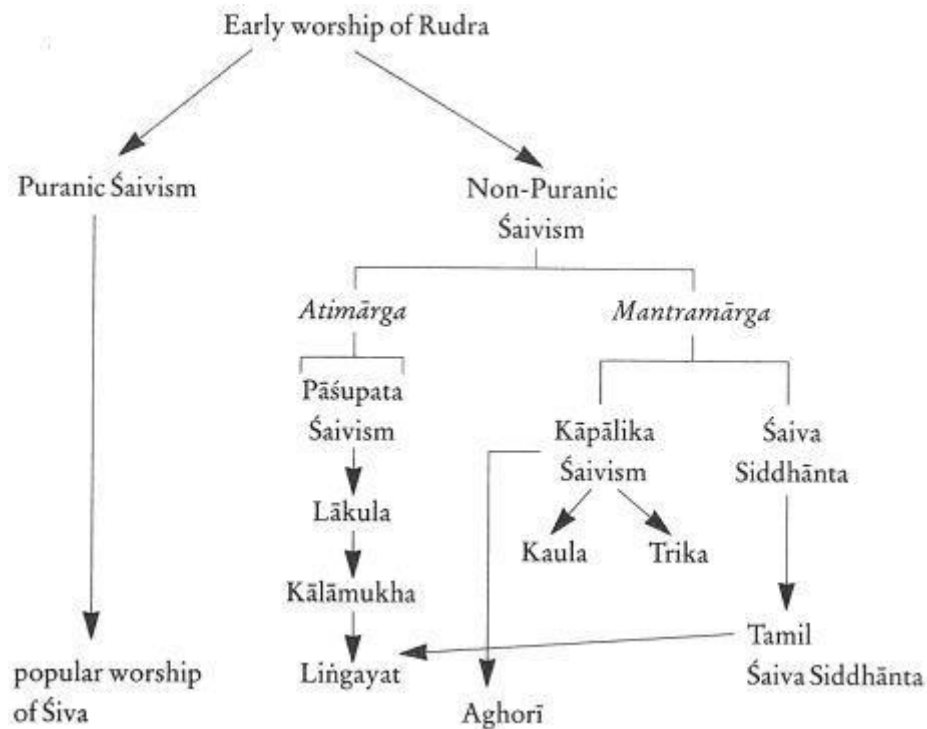 Early worship of Rudra
Puranic Śaivism
Non-Puranic
Śaivism
Atimārga
Mantramārga
Pāśupata
Śaivism
Kāpālika
Śaivism
Śaiva
Siddhānta
Lākula
Kaula
Trika
Kālāmukha
Liṅgayat
Tamil
Śaiva Siddhānta
popular worship
of Śiva
Aghorī